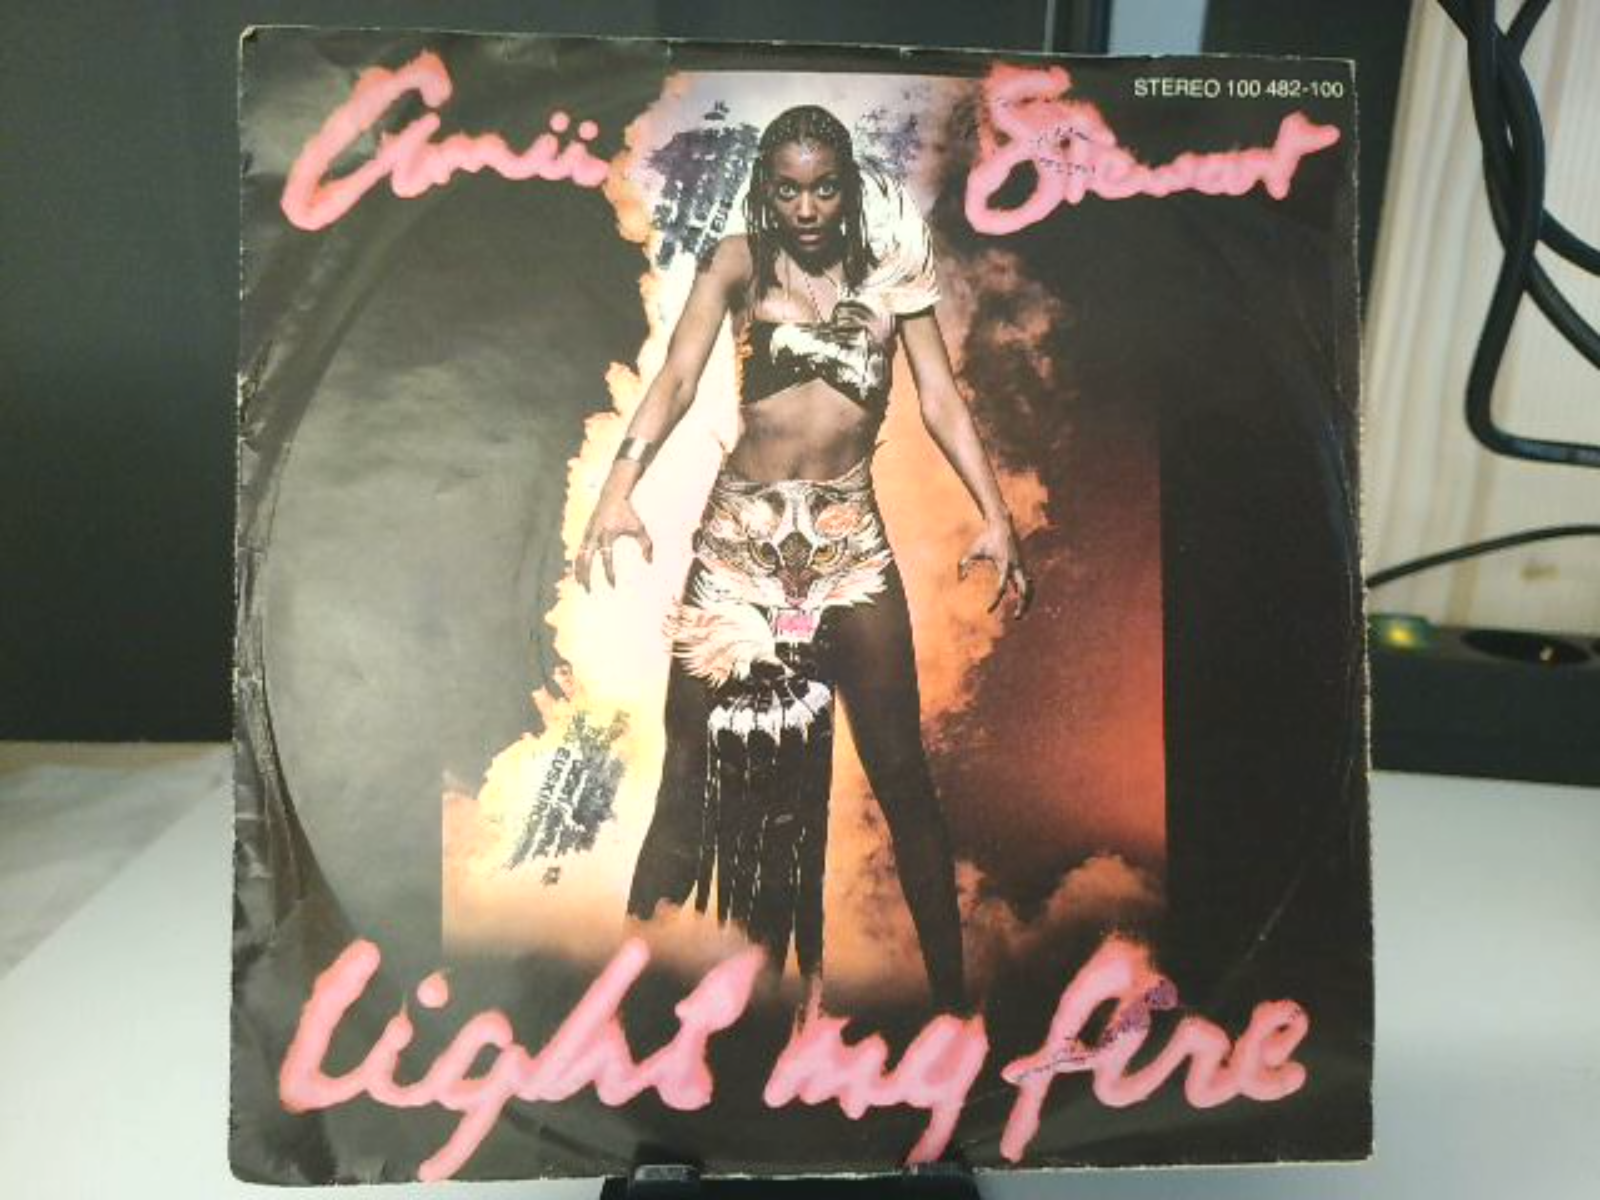 Amii Stewart
STEREO 100 482-100
Light my fire